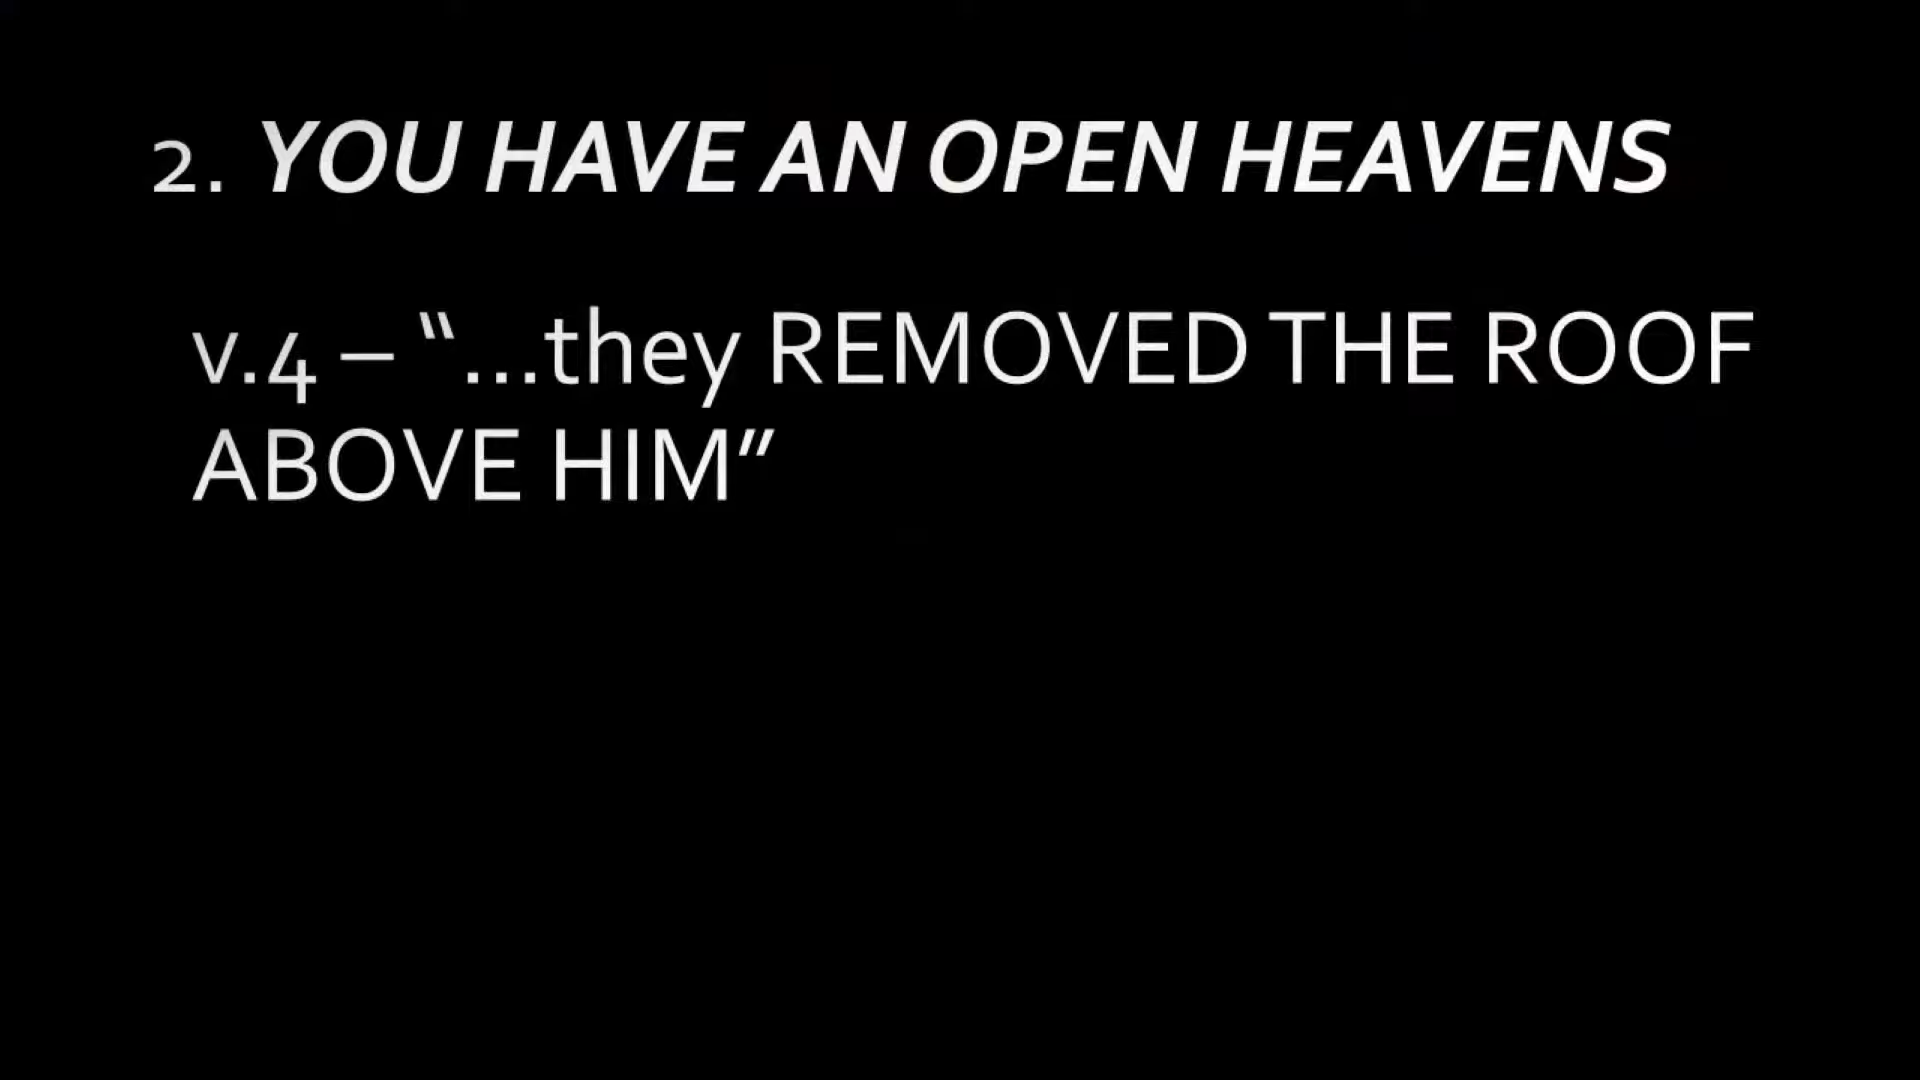 2. YOU HAVE AN OPEN HEAVENS
v.4 – “...they REMOVED THE ROOF
ABOVE HIM”